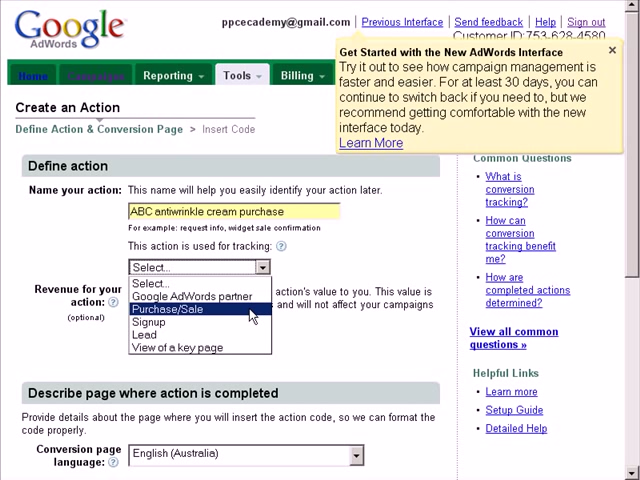 Google
AdWords
ppcecademy@gmail.com | Previous Interface | Send feedback | Help | Sign out
Customer ID:753-628-4580
Home
Campaigns
Reporting
Tools
Billing
Get Started with the New AdWords Interface
Try it out to see how campaign management is
faster and easier. For at least 30 days, you can
continue to switch back if you need to, but we
recommend getting comfortable with the new
interface today.
Learn More
Create an Action
Define Action & Conversion Page > Insert Code
Define action
Name your action: This name will help you easily identify your action later.
ABC antiwrinkle cream purchase
For example: request info, widget sale confirmation
This action is used for tracking:
Select...
Select...
Google AdWords partner
Purchase/Sale
Signup
Lead
View of a key page
Revenue for your
action:
(optional)
action's value to you. This value is
and will not affect your campaigns
Describe page where action is completed
Provide details about the page where you will insert the action code, so we can format the
code properly.
Conversion page
language:
English (Australia)
Common Questions
What is
conversion
tracking?
How can
conversion
tracking benefit
me?
How are
completed actions
determined?
View all common
questions »
Helpful Links
Learn more
Setup Guide
Detailed Help